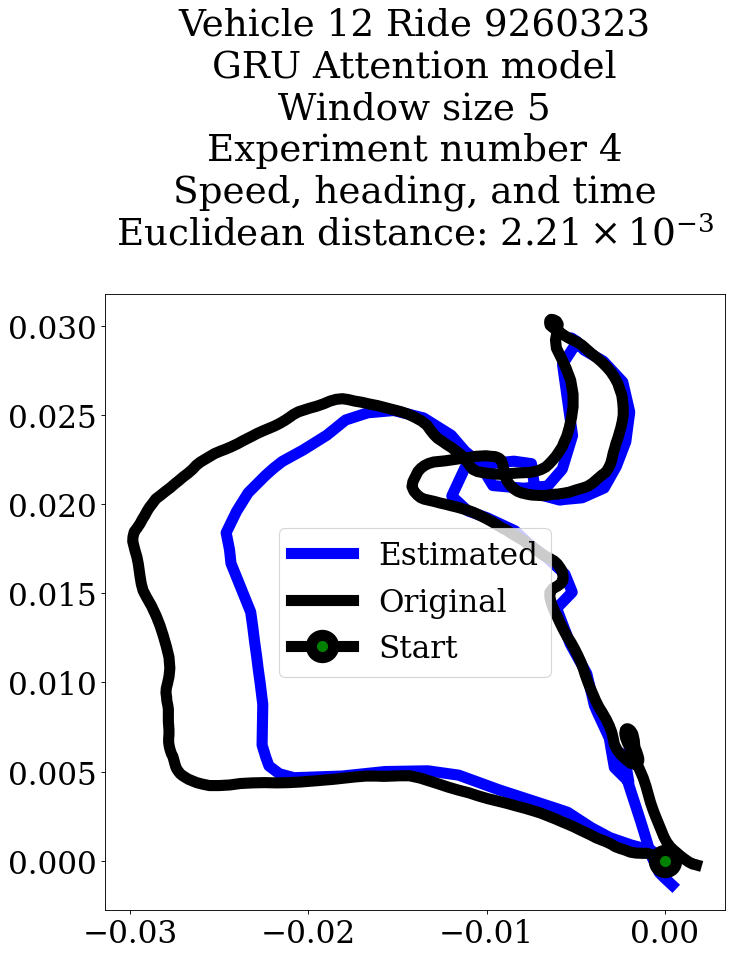 Vehicle 12 Ride 9260323
GRU Attention model
Window size 5
Experiment number 4
Speed, heading, and time
Euclidean distance: 2.21 × 10⁻³
0.030
0.025
0.020
0.015
0.010
0.005
0.000
Estimated
Original
Start
−0.03 −0.02 −0.01 0.00